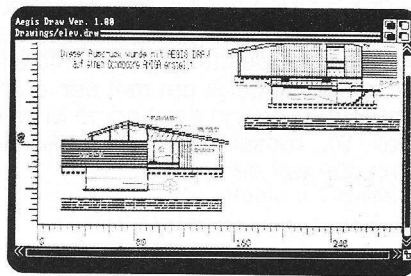 Aegis Draw Ver. 1.00
Drawings/elev.drw
Dieser Ausdruck wurde mit AEGIS DRAW
auf einem Commodore AMIGA erstellt
80
0 80 160 240